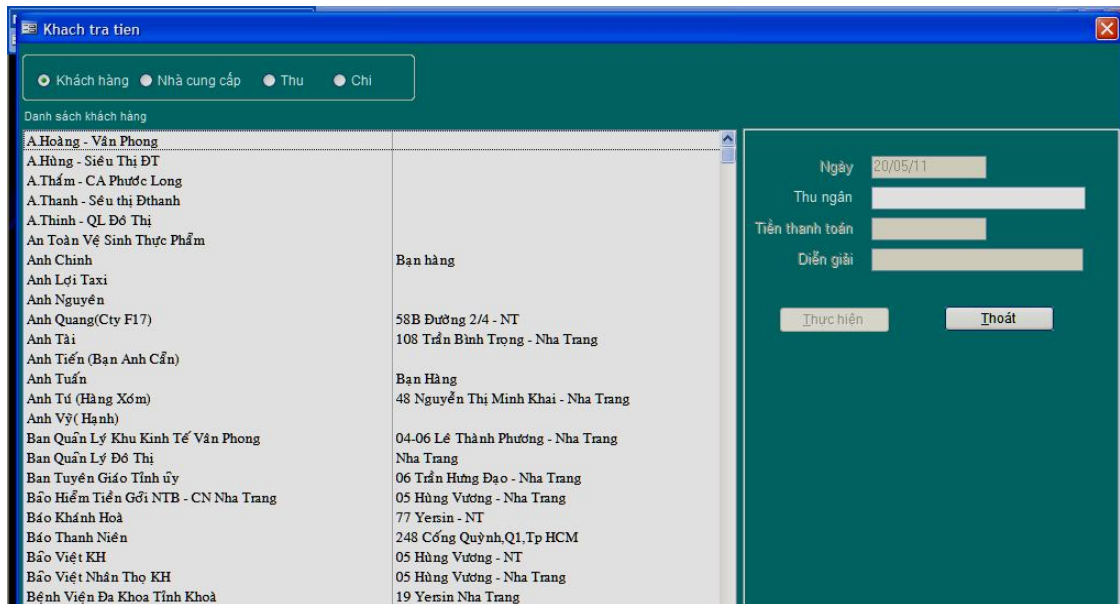 Khach tra tien
Khách hàng Nhà cung cấp Thu Chi
Danh sách khách hàng
A.Hoàng - Vân Phong
A.Hùng - Siêu Thị ĐT
A.Thấm - CA Phước Long
A.Thanh - Sêu thị Đthanh
A.Thinh - QL Đô Thị
An Toàn Vệ Sinh Thực Phẩm
Anh Chinh Bạn hàng
Anh Lợi Taxi
Anh Nguyên
Anh Quang(Cty F17) 58B Đường 2/4 - NT
Anh Tài 108 Trần Bình Trọng - Nha Trang
Anh Tiến (Bạn Anh Cẩn)
Anh Tuấn Bạn Hàng
Anh Tú (Hàng Xóm) 48 Nguyễn Thị Minh Khai - Nha Trang
Anh Vỹ( Hạnh)
Ban Quản Lý Khu Kinh Tế Vân Phong 04-06 Lê Thành Phương - Nha Trang
Ban Quản Lý Đô Thị Nha Trang
Ban Tuyên Giáo Tỉnh ủy 06 Trần Hưng Đạo - Nha Trang
Bảo Hiểm Tiền Gởi NTB - CN Nha Trang 05 Hùng Vương - Nha Trang
Báo Khánh Hoà 77 Yersin - NT
Báo Thanh Niên 248 Cống Quỳnh,Q1,Tp HCM
Bảo Việt KH 05 Hùng Vương - NT
Bảo Việt Nhân Thọ KH 05 Hùng Vương - Nha Trang
Bệnh Viện Đa Khoa Tỉnh Khoà 19 Yersin Nha Trang
Ngày 20/05/11
Thu ngân
Tiền thanh toán
Diễn giải
Thực hiện Thoát